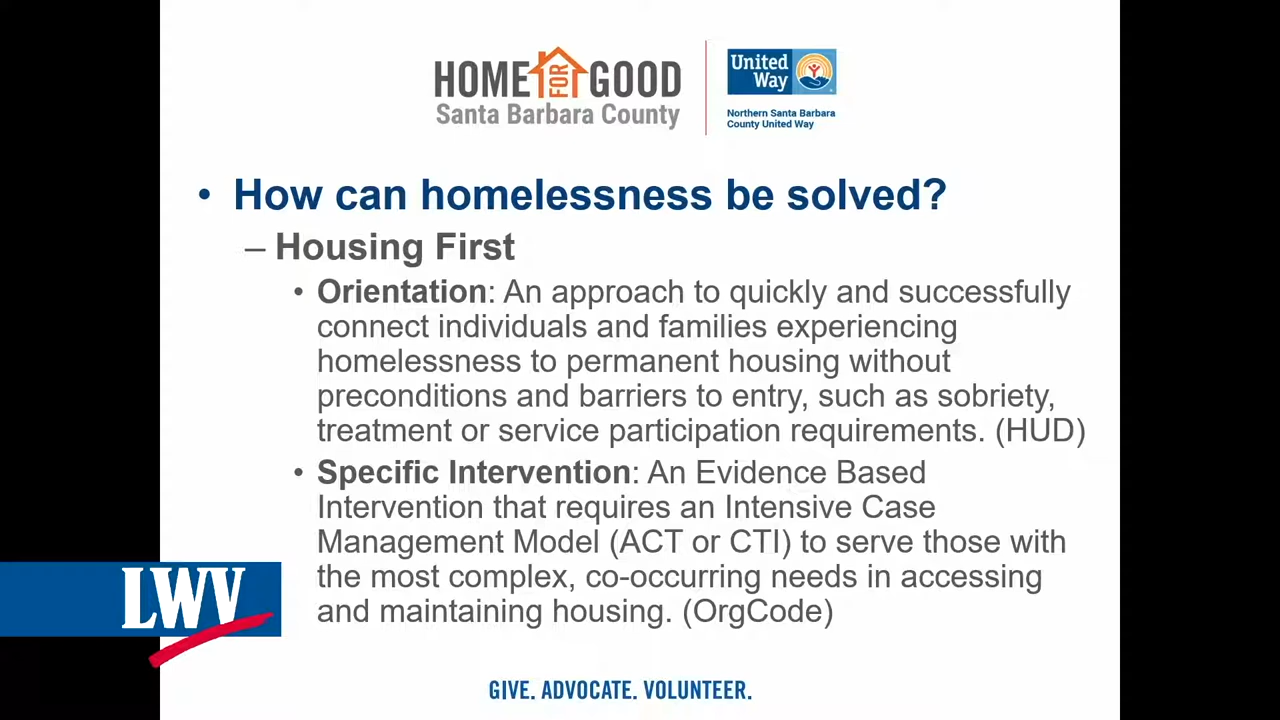 HOME FOR GOOD
Santa Barbara County
United
Way
Northern Santa Barbara
County United Way
• How can homelessness be solved?
– Housing First
• Orientation: An approach to quickly and successfully
connect individuals and families experiencing
homelessness to permanent housing without
preconditions and barriers to entry, such as sobriety,
treatment or service participation requirements. (HUD)
• Specific Intervention: An Evidence Based
Intervention that requires an Intensive Case
Management Model (ACT or CTI) to serve those with
the most complex, co-occurring needs in accessing
and maintaining housing. (OrgCode)
LWV
GIVE. ADVOCATE. VOLUNTEER.